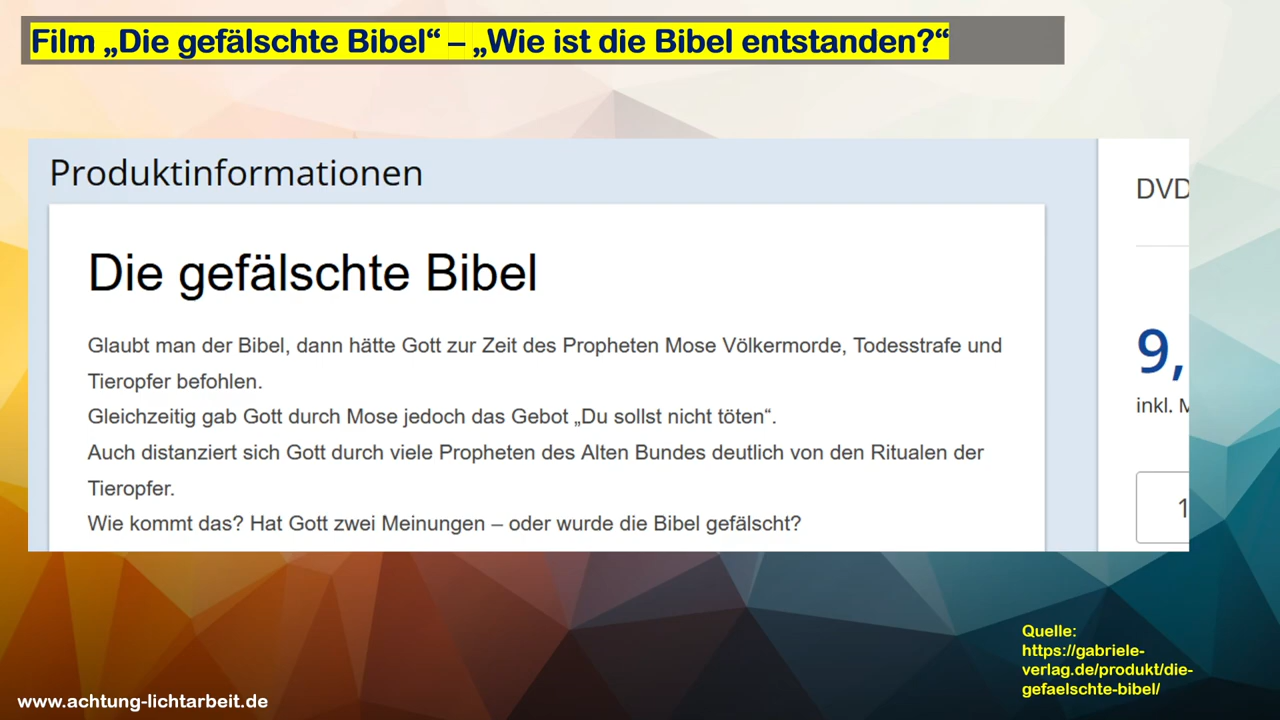 Film „Die gefälschte Bibel“ – „Wie ist die Bibel entstanden?“
Produktinformationen
Die gefälschte Bibel
Glaubt man der Bibel, dann hätte Gott zur Zeit des Propheten Mose Völkermorde, Todesstrafe und
Tieropfer befohlen.
Gleichzeitig gab Gott durch Mose jedoch das Gebot „Du sollst nicht töten“.
Auch distanziert sich Gott durch viele Propheten des Alten Bundes deutlich von den Ritualen der
Tieropfer.
Wie kommt das? Hat Gott zwei Meinungen – oder wurde die Bibel gefälscht?
DVD
9,
inkl.
1
Quelle:
https://gabriele-
verlag.de/produkt/die-
gefaelschte-bibel/
www.achtung-lichtarbeit.de